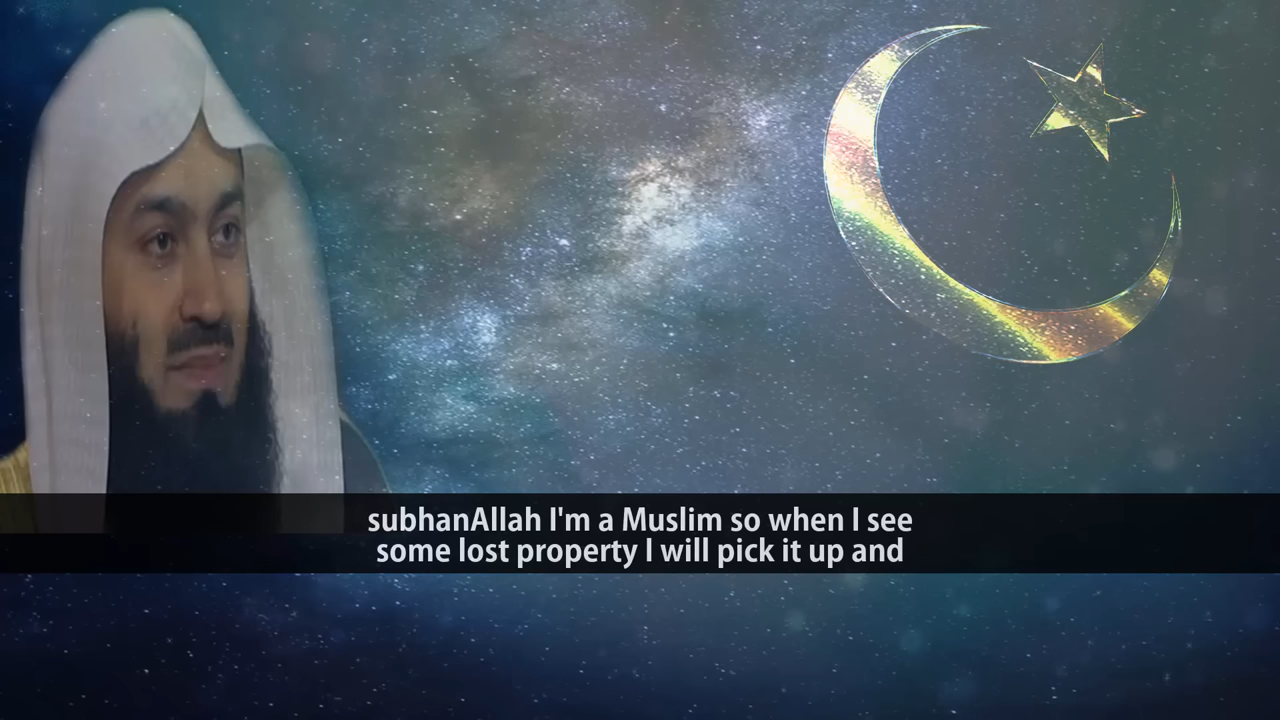 subhanAllah I'm a Muslim so when I see
some lost property I will pick it up and